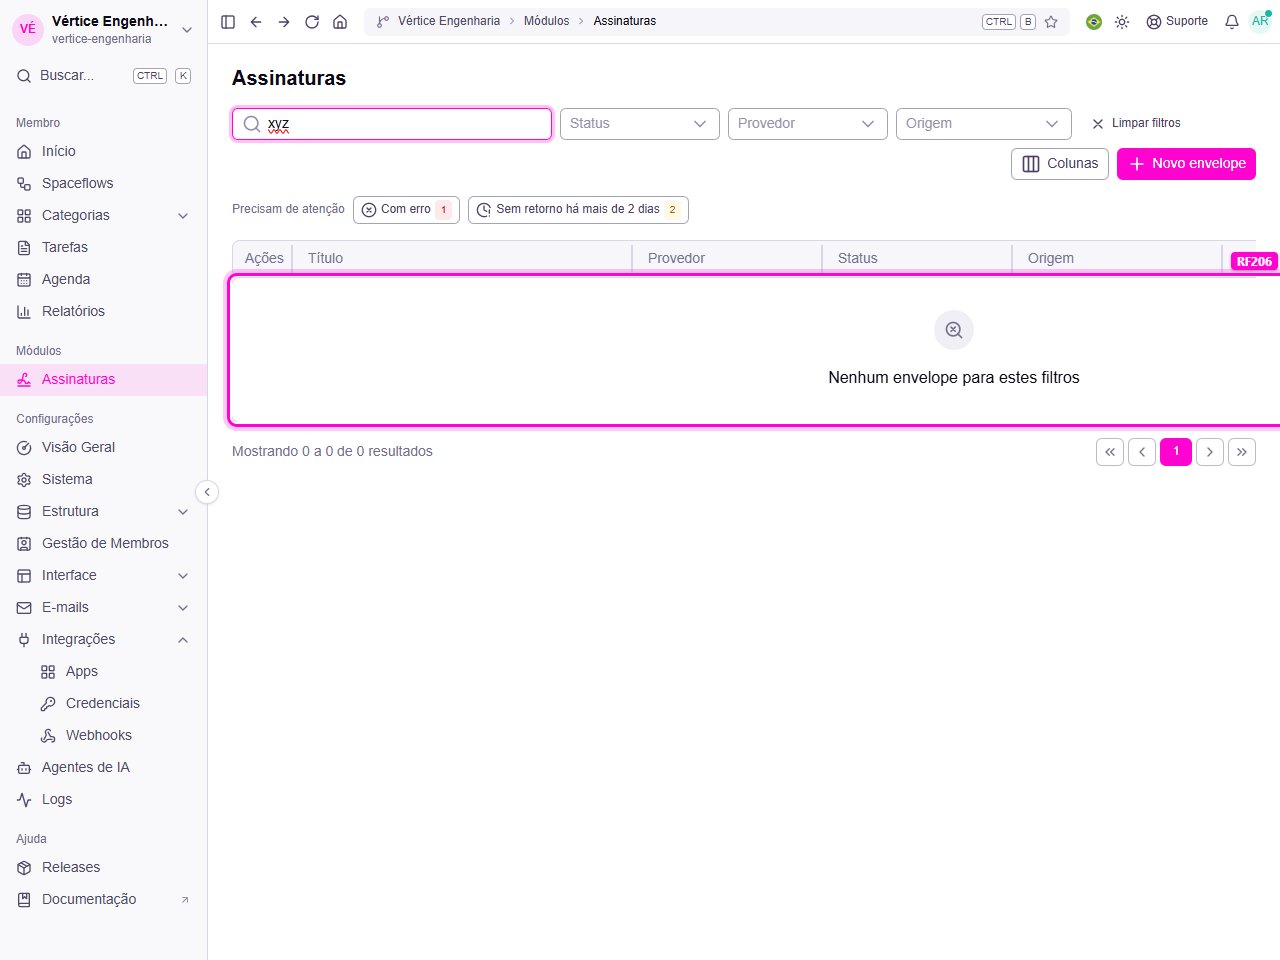 VÉ
Vértice Engenh...
vertice-engenharia
Buscar...
CTRL K
Membro
Início
Spaceflows
Categorias
Tarefas
Agenda
Relatórios
Módulos
Assinaturas
Configurações
Visão Geral
Sistema
Estrutura
Gestão de Membros
Interface
E-mails
Integrações
Apps
Credenciais
Webhooks
Agentes de IA
Logs
Ajuda
Releases
Documentação
Vértice Engenharia > Módulos > Assinaturas
CTRL B
Suporte
AR
Assinaturas
xyz
Status
Provedor
Origem
Limpar filtros
Colunas
Novo envelope
Precisam de atenção
Com erro 1
Sem retorno há mais de 2 dias 2
Ações Título Provedor Status Origem
RF206
Nenhum envelope para estes filtros
Mostrando 0 a 0 de 0 resultados
1